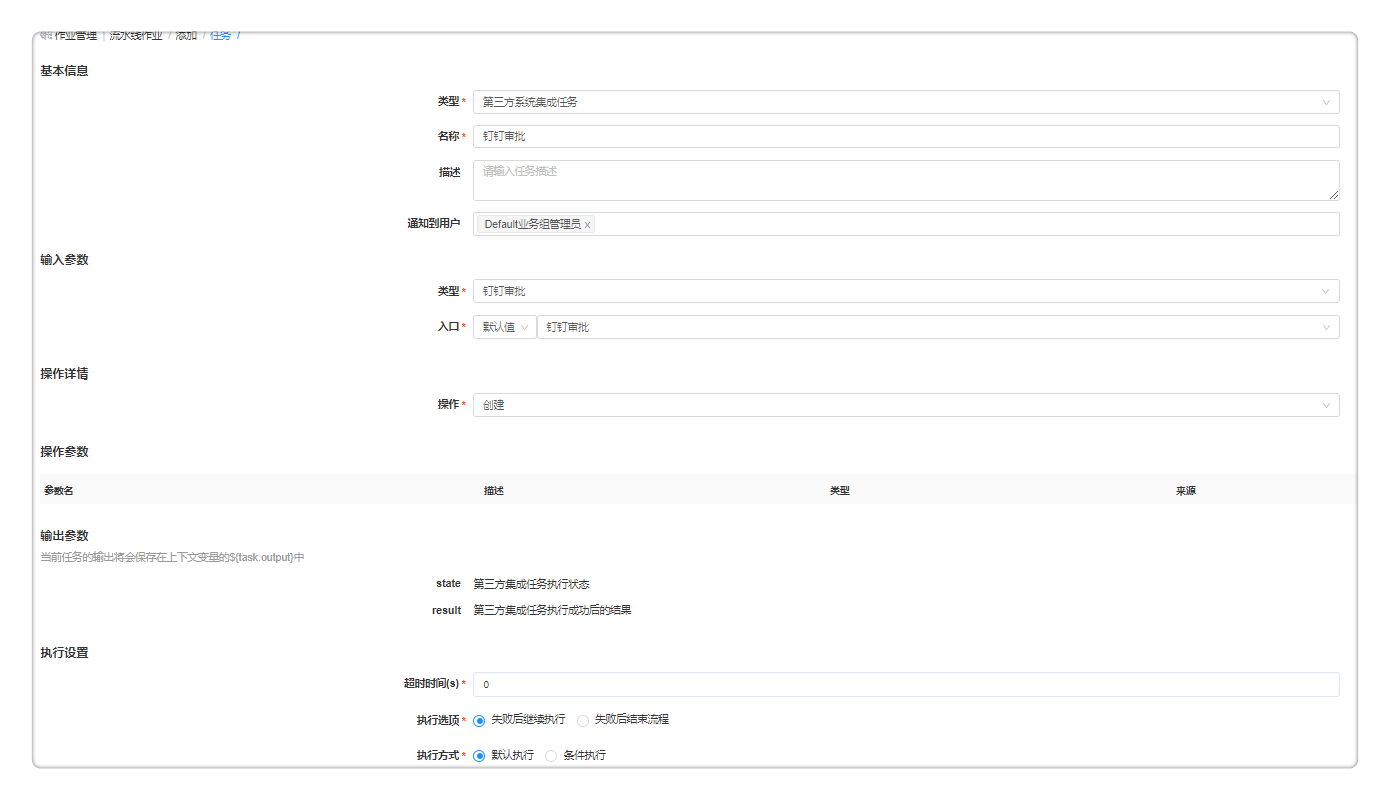 作业管理 | 流水线作业 / 添加 / 任务 /
基本信息
类型 * 第三方系统集成任务
名称 * 钉钉审批
描述 请输入任务描述
通知到用户 Default业务组管理员 x
输入参数
类型 * 钉钉审批
入口 * 默认值 钉钉审批
操作详情
操作 * 创建
操作参数
参数名 描述 类型 来源
输出参数
当前任务的输出将会保存在上下文变量的${task.output}中
state 第三方集成任务执行状态
result 第三方集成任务执行成功后的结果
执行设置
超时时间(s) * 0
执行选项 * 失败后继续执行 失败后结束流程
执行方式 * 默认执行 条件执行